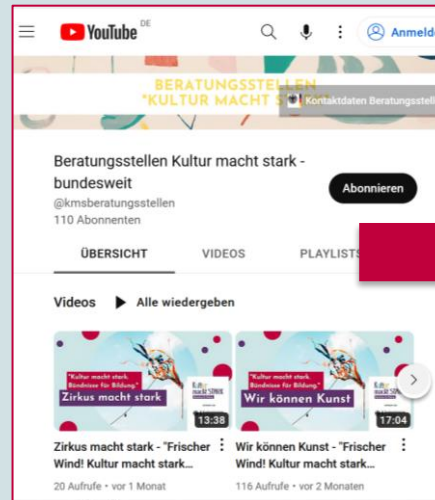 YouTube DE
Anmelde
BERATUNGSSTELLEN
"KULTUR MACHT S
Kontaktdaten Beratungsstell
Beratungsstellen Kultur macht stark -
bundesweit
@kmsberatungsstellen
110 Abonnenten
Abonnieren
ÜBERSICHT VIDEOS PLAYLISTS
Videos Alle wiedergeben
"Kultur macht stark.
Bündnisse für Bildung."
Zirkus macht stark
13:38
"Kultur macht stark.
Bündnisse für Bildung."
Wir können Kunst
17:04
Zirkus macht stark - "Frischer
Wind! Kultur macht stark...
20 Aufrufe • vor 1 Monat
Wir können Kunst - "Frischer
Wind! Kultur macht stark...
116 Aufrufe • vor 2 Monaten